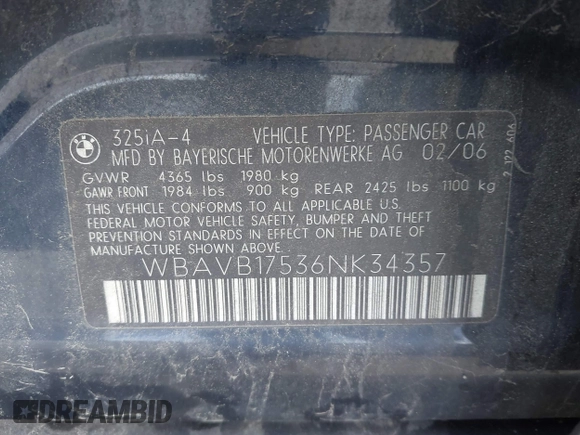 BMW
325iA-4 VEHICLE TYPE: PASSENGER CAR
MFD BY BAYERISCHE MOTORENWERKE AG 02/06
GVWR 4365 lbs 1980 kg
GAWR FRONT 1984 lbs 900 kg REAR 2425 lbs 1100 kg
THIS VEHICLE CONFORMS TO ALL APPLICABLE U.S.
FEDERAL MOTOR VEHICLE SAFETY, BUMPER AND THEFT
PREVENTION STANDARDS IN EFFECT ON THE DATE OF
MANUFACTURE SHOWN ABOVE.
WBAVB17536NK34357
DREAMBID